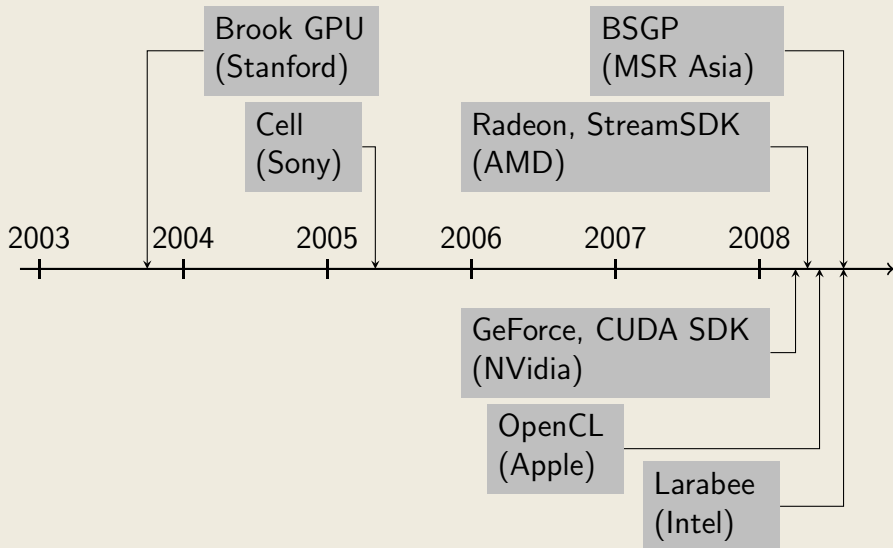 Brook GPU
(Stanford)
BSGP
(MSR Asia)
Cell
(Sony)
Radeon, StreamSDK
(AMD)
2003 2004 2005 2006 2007 2008
GeForce, CUDA SDK
(NVidia)
OpenCL
(Apple)
Larabee
(Intel)